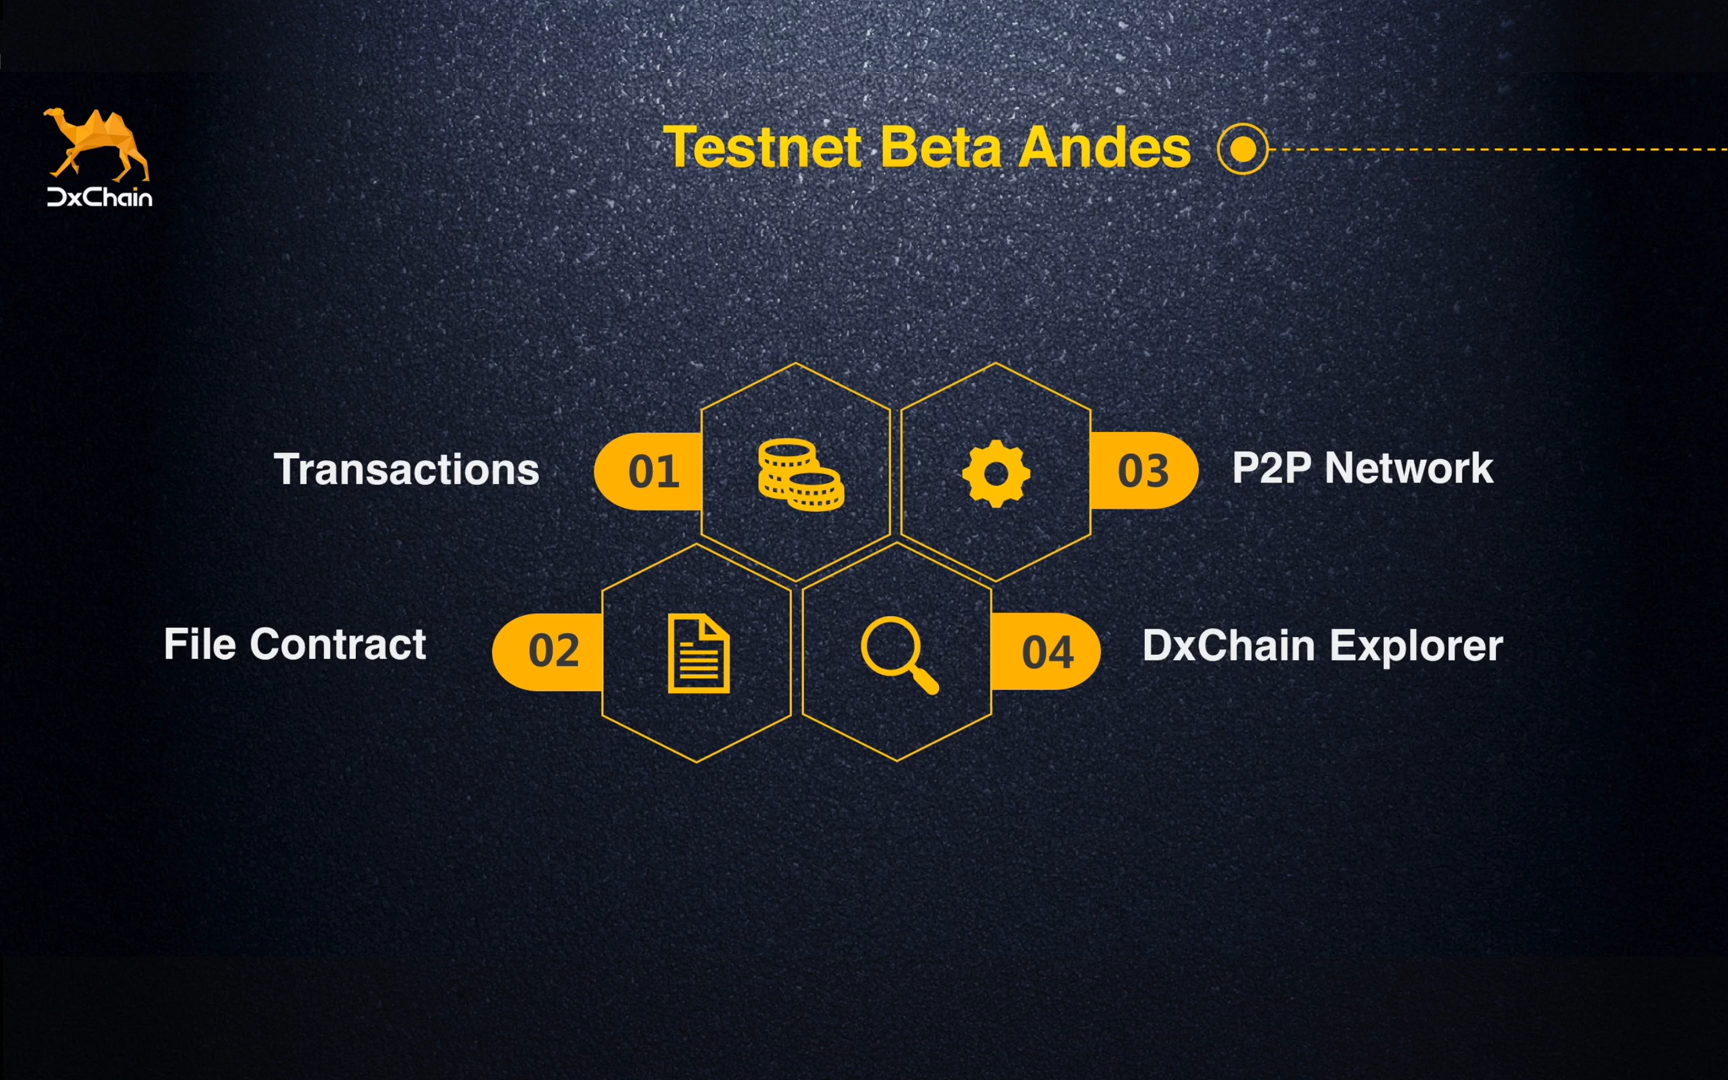 Testnet Beta Andes
DxChain
Transactions 01
03 P2P Network
File Contract 02
04 DxChain Explorer